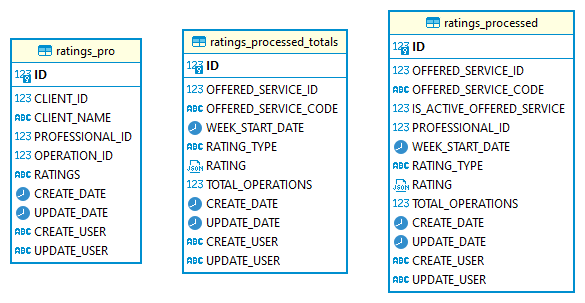 ratings_pro
123 ID
123 CLIENT_ID
ABC CLIENT_NAME
123 PROFESSIONAL_ID
123 OPERATION_ID
ABC RATINGS
CREATE_DATE
UPDATE_DATE
ABC CREATE_USER
ABC UPDATE_USER
ratings_processed_totals
123 ID
123 OFFERED_SERVICE_ID
ABC OFFERED_SERVICE_CODE
WEEK_START_DATE
ABC RATING_TYPE
JSON RATING
123 TOTAL_OPERATIONS
CREATE_DATE
UPDATE_DATE
ABC CREATE_USER
ABC UPDATE_USER
ratings_processed
123 ID
123 OFFERED_SERVICE_ID
ABC OFFERED_SERVICE_CODE
123 IS_ACTIVE_OFFERED_SERVICE
123 PROFESSIONAL_ID
WEEK_START_DATE
ABC RATING_TYPE
JSON RATING
123 TOTAL_OPERATIONS
CREATE_DATE
UPDATE_DATE
ABC CREATE_USER
ABC UPDATE_USER